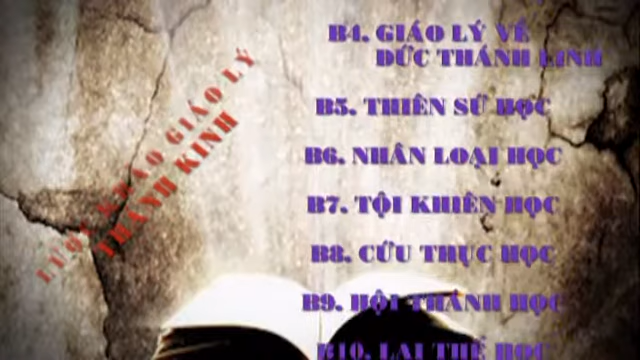 LƯỢC KHẢO GIÁO LÝ
THÁNH KINH
B4. GIÁO LÝ VỀ
ĐỨC THÁNH LINH
B5. THIÊN SỨ HỌC
B6. NHÂN LOẠI HỌC
B7. TỘI KHIÊN HỌC
B8. CỨU THỤC HỌC
B9. HỘI THÁNH HỌC
B10. LAI THẾ HỌC